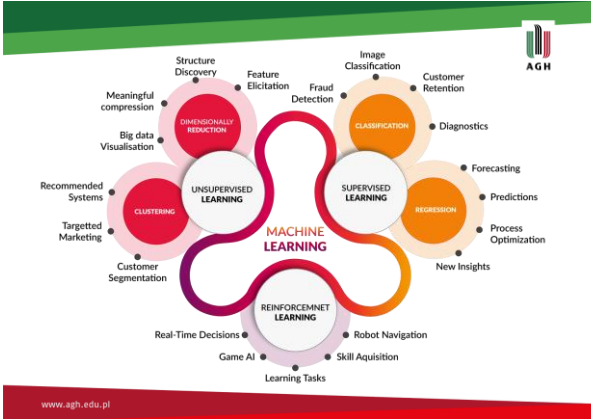 AGH
Structure
Discovery
Feature
Elicitation
Meaningful
compression
Big data
Visualisation
DIMENSIONALLY
REDUCTION
Recommended
Systems
Targetted
Marketing
Customer
Segmentation
CLUSTERING
UNSUPERVISED
LEARNING
Image
Classification
Fraud
Detection
Customer
Retention
Diagnostics
CLASSIFICATION
SUPERVISED
LEARNING
Forecasting
Predictions
Process
Optimization
New Insights
REGRESSION
MACHINE
LEARNING
REINFORCEMNET
LEARNING
Real-Time Decisions
Game AI
Learning Tasks
Skill Aquisition
Robot Navigation
www.agh.edu.pl